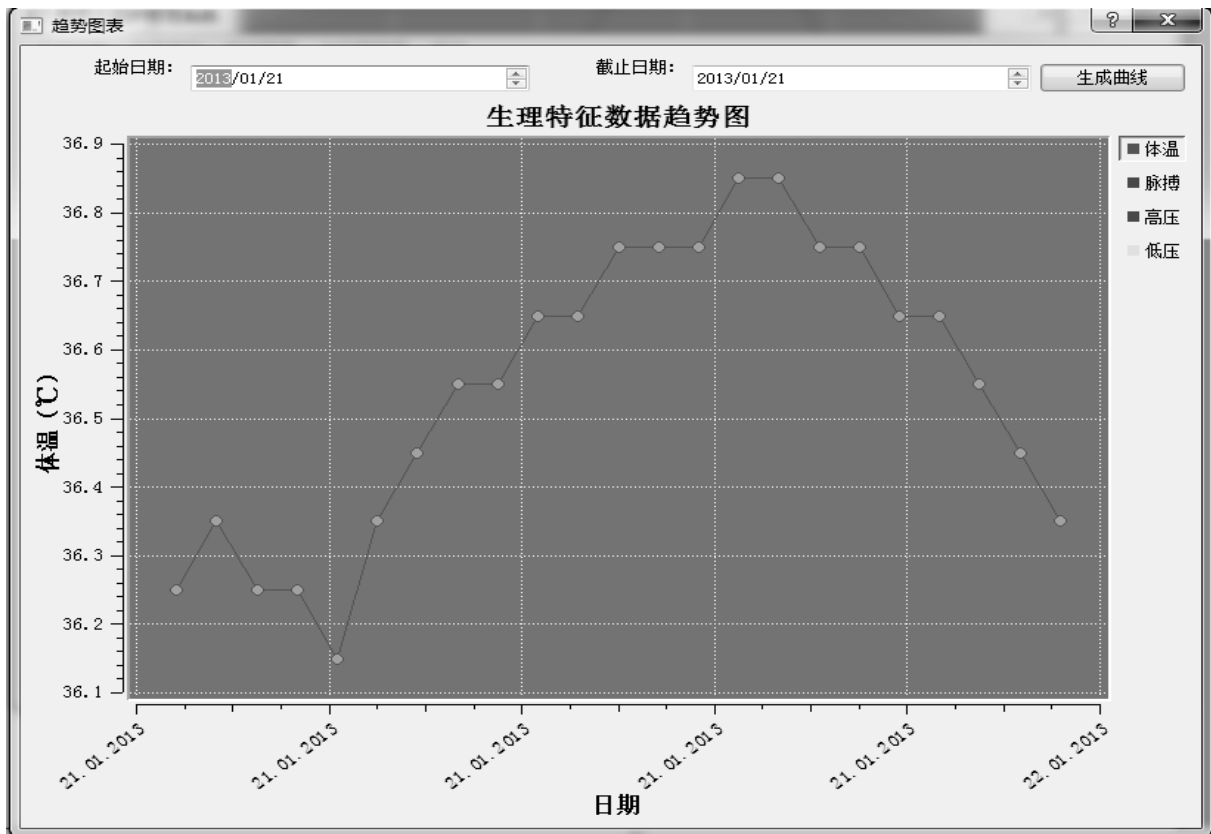 趋势图表
起始日期: 2013/01/21 截止日期: 2013/01/21 生成曲线
生理特征数据趋势图
36.9
36.8
36.7
36.6
36.5
36.4
36.3
36.2
36.1
体温 (℃)
体温
脉搏
高压
低压
21.01.2013 21.01.2013 21.01.2013 21.01.2013 21.01.2013 22.01.2013
日期